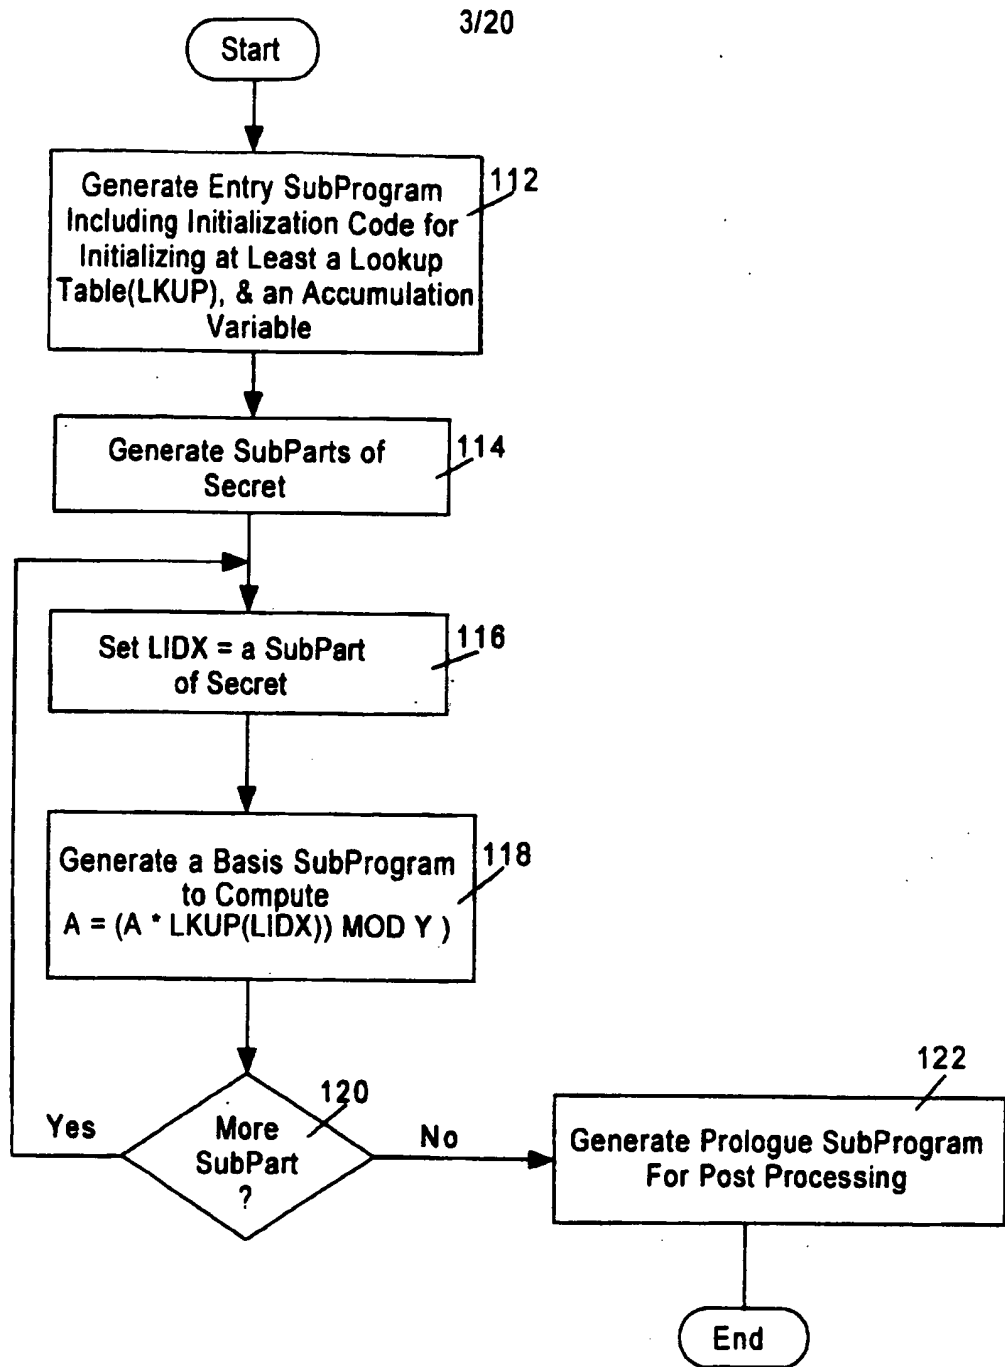 3/20
Start
112
Generate Entry SubProgram
Including Initialization Code for
Initializing at Least a Lookup
Table(LKUP), & an Accumulation
Variable
114
Generate SubParts of
Secret
116
Set LIDX = a SubPart
of Secret
118
Generate a Basis SubProgram
to Compute
A = (A * LKUP(LIDX)) MOD Y )
120
More
SubPart
?
Yes
No
122
Generate Prologue SubProgram
For Post Processing
End